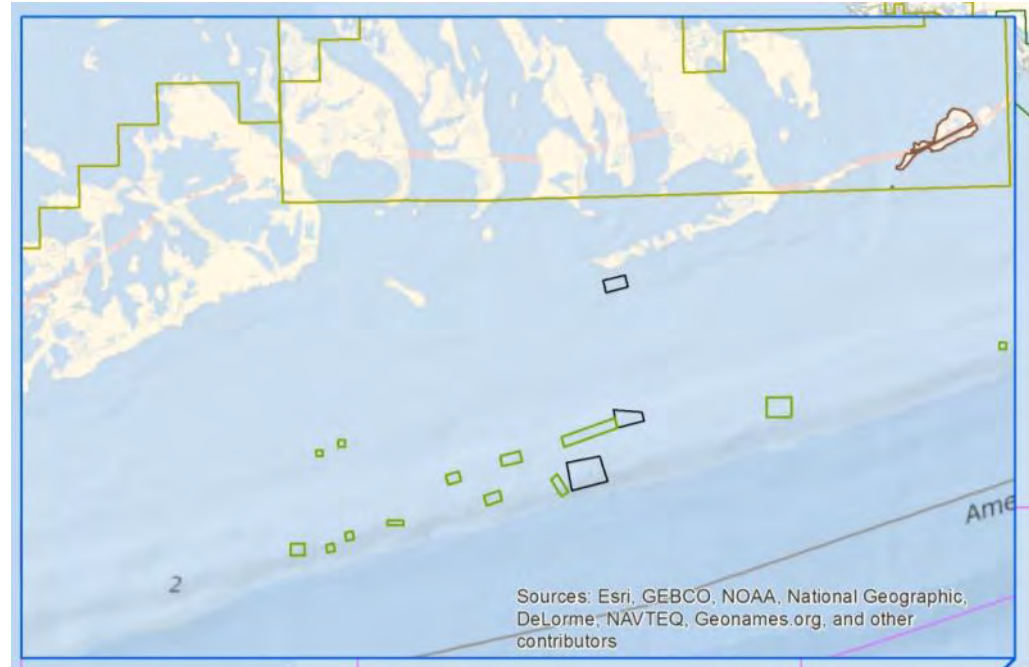 Ame
2
Sources: Esri, GEBCO, NOAA, National Geographic,
DeLorme, NAVTEQ, Geonames.org, and other
contributors